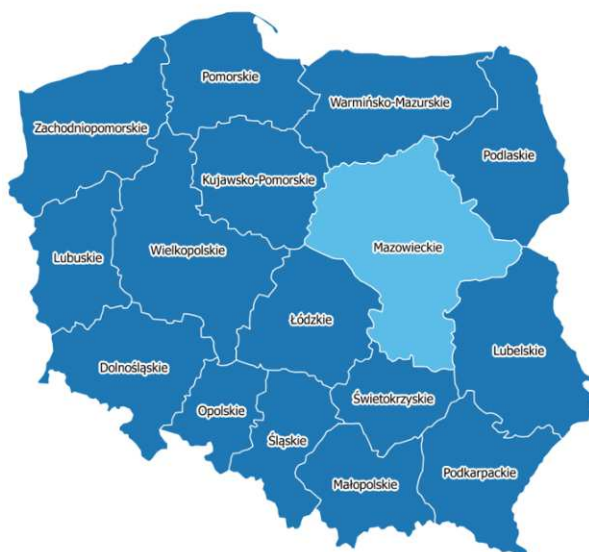 Pomorskie
Warmińsko-Mazurskie
Zachodniopomorskie
Podlaskie
Kujawsko-Pomorskie
Mazowieckie
Wielkopolskie
Lubuskie
Łódzkie
Lubelskie
Dolnośląskie
Świetokrzyskie
Opolskie
Śląskie
Podkarpackie
Małopolskie